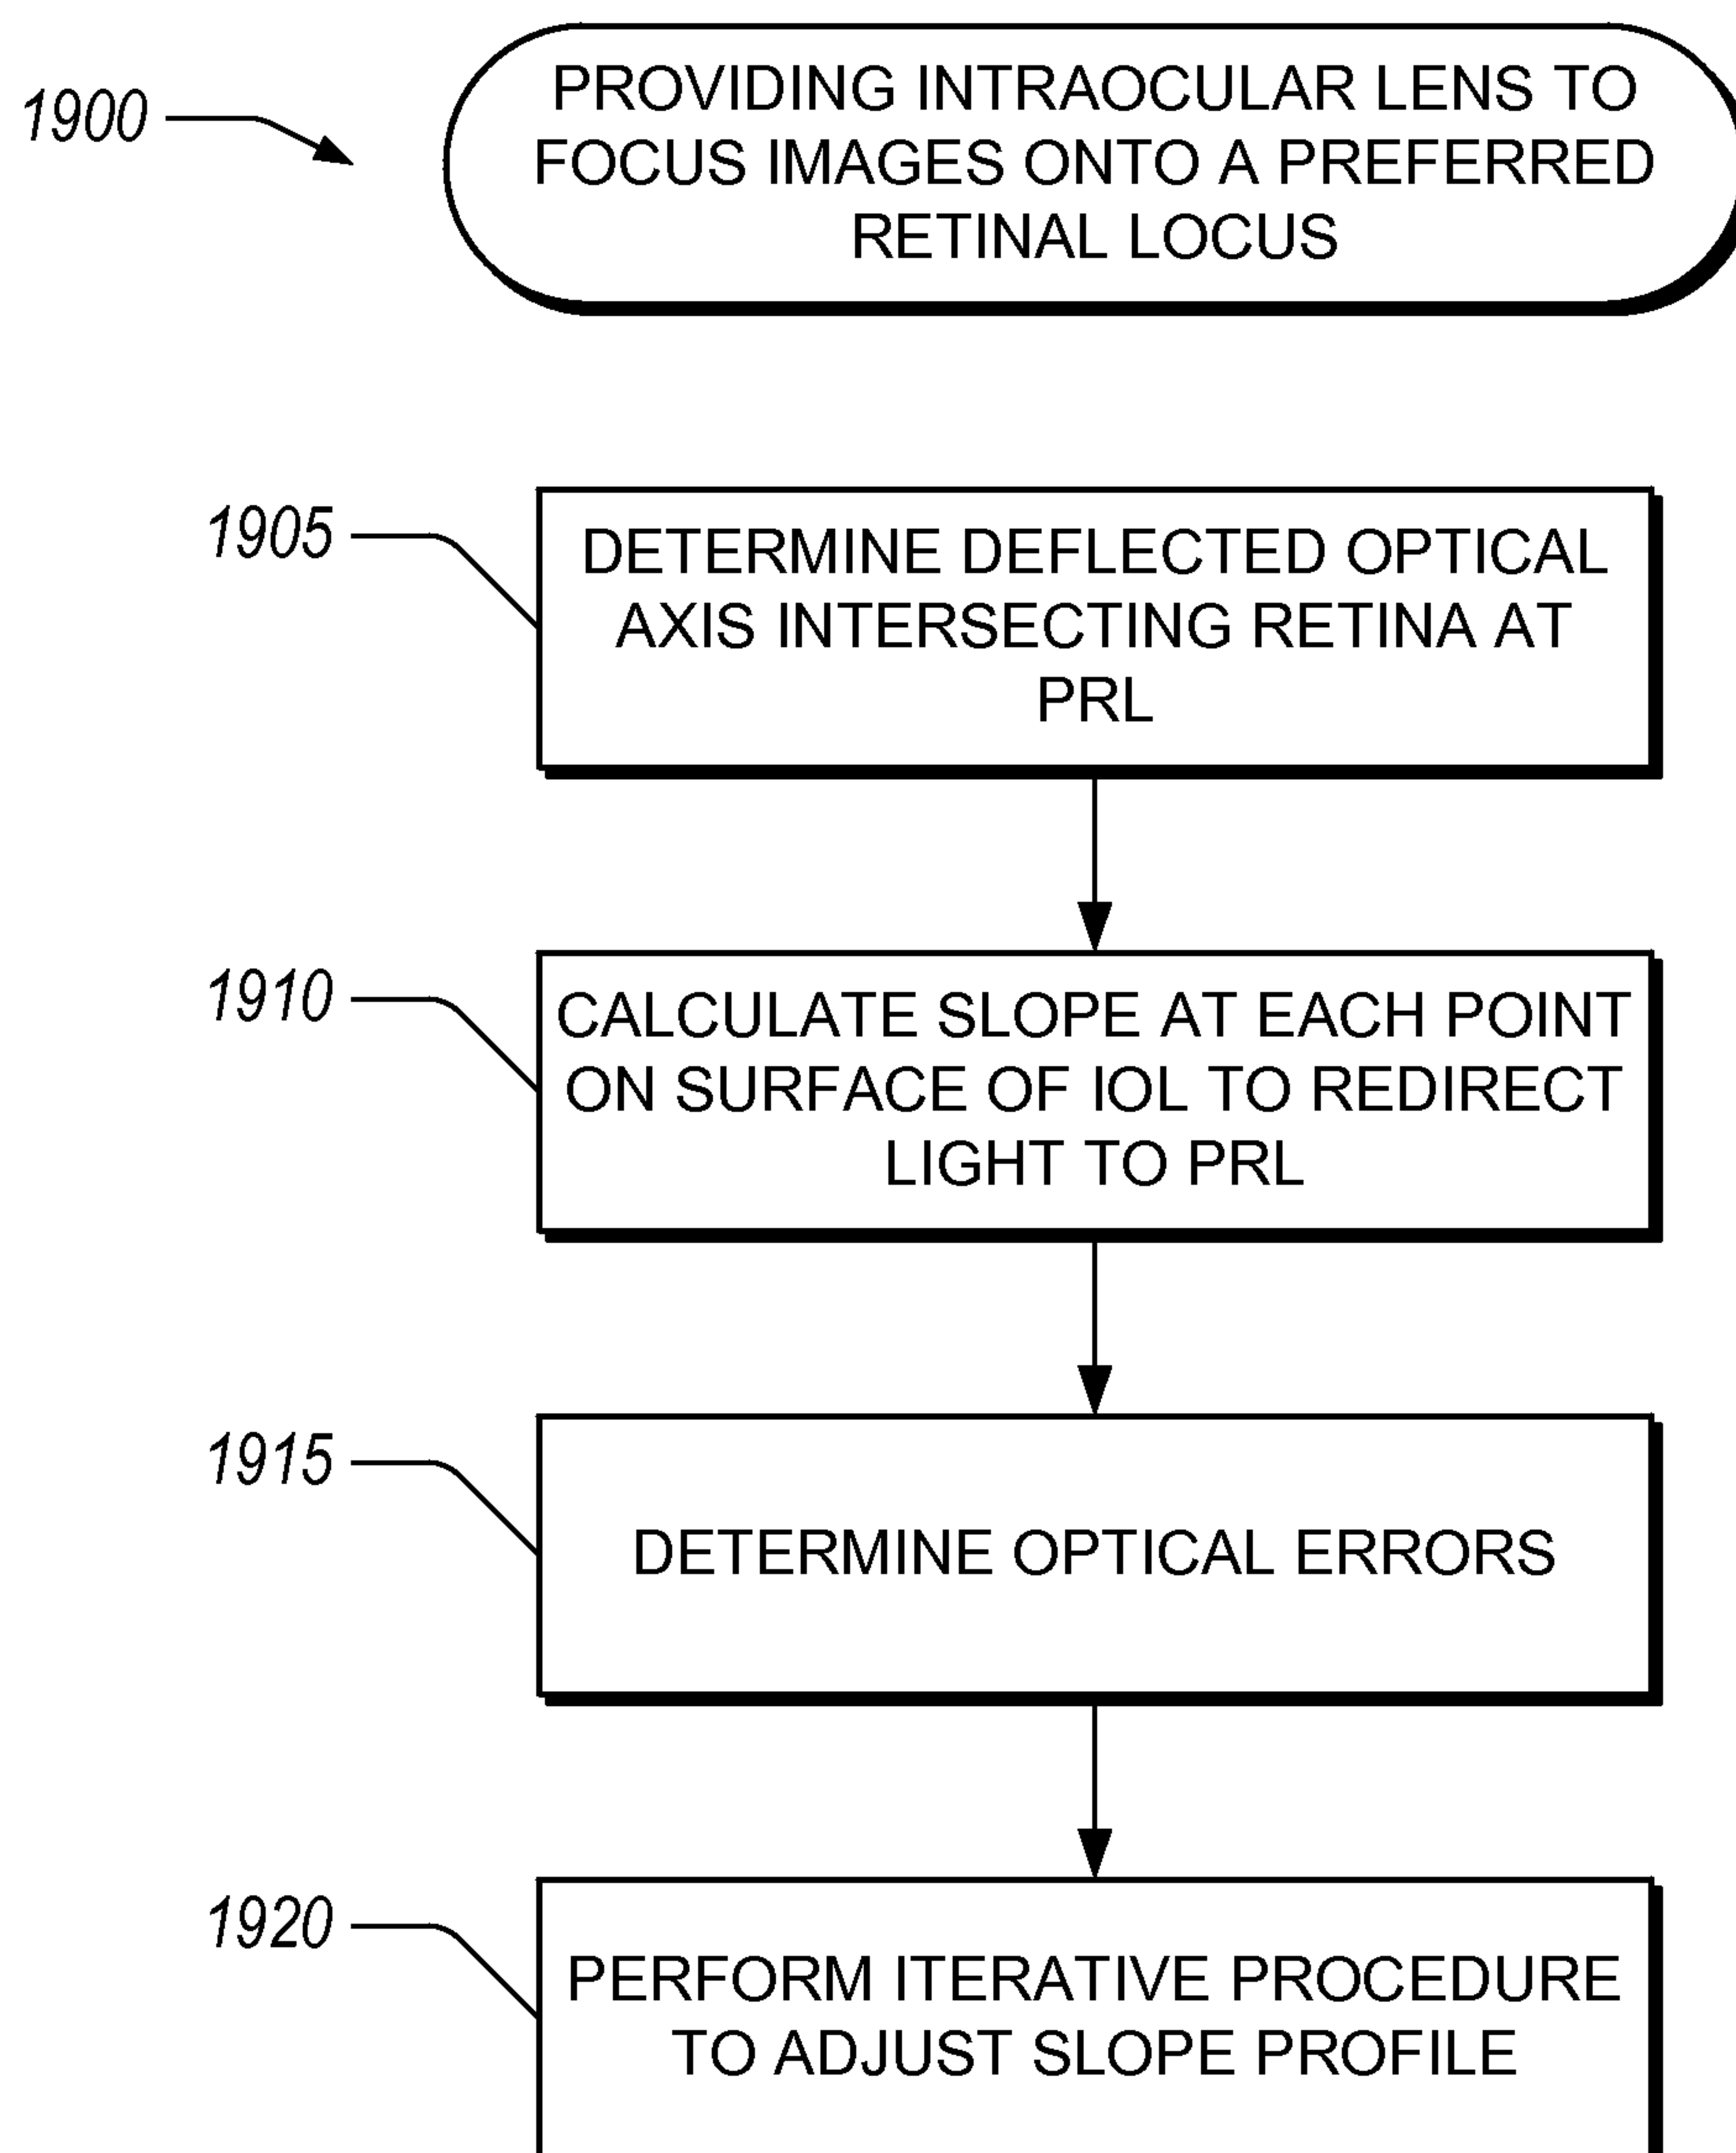 1900
PROVIDING INTRAOCULAR LENS TO
FOCUS IMAGES ONTO A PREFERRED
RETINAL LOCUS
1905
DETERMINE DEFLECTED OPTICAL
AXIS INTERSECTING RETINA AT
PRL
1910
CALCULATE SLOPE AT EACH POINT
ON SURFACE OF IOL TO REDIRECT
LIGHT TO PRL
1915
DETERMINE OPTICAL ERRORS
1920
PERFORM ITERATIVE PROCEDURE
TO ADJUST SLOPE PROFILE